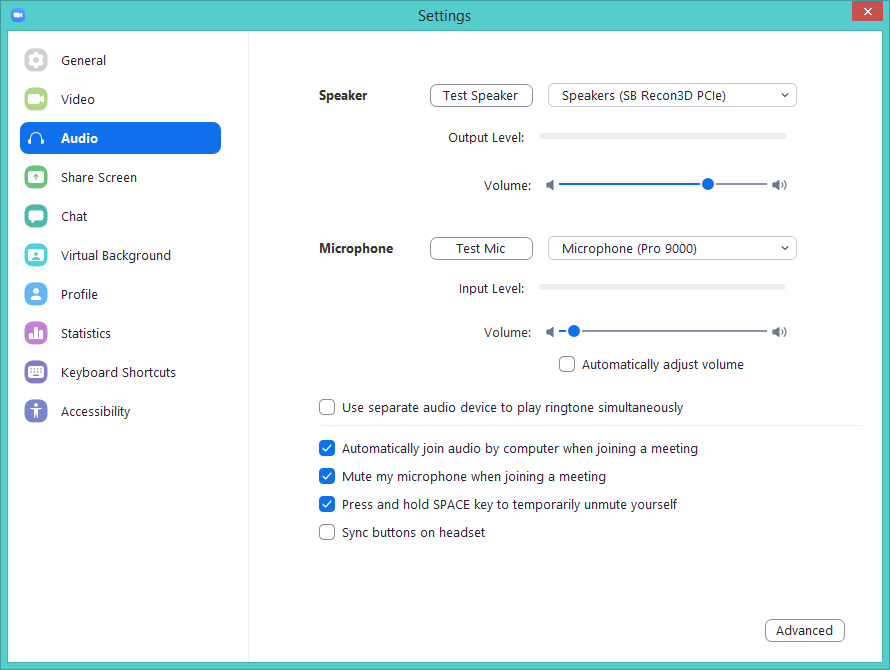 Settings
General
Video
Audio
Share Screen
Chat
Virtual Background
Profile
Statistics
Keyboard Shortcuts
Accessibility
Speaker
Test Speaker
Speakers (SB Recon3D PCIe)
Output Level:
Volume:
Microphone
Test Mic
Microphone (Pro 9000)
Input Level:
Volume:
Automatically adjust volume
Use separate audio device to play ringtone simultaneously
Automatically join audio by computer when joining a meeting
Mute my microphone when joining a meeting
Press and hold SPACE key to temporarily unmute yourself
Sync buttons on headset
Advanced